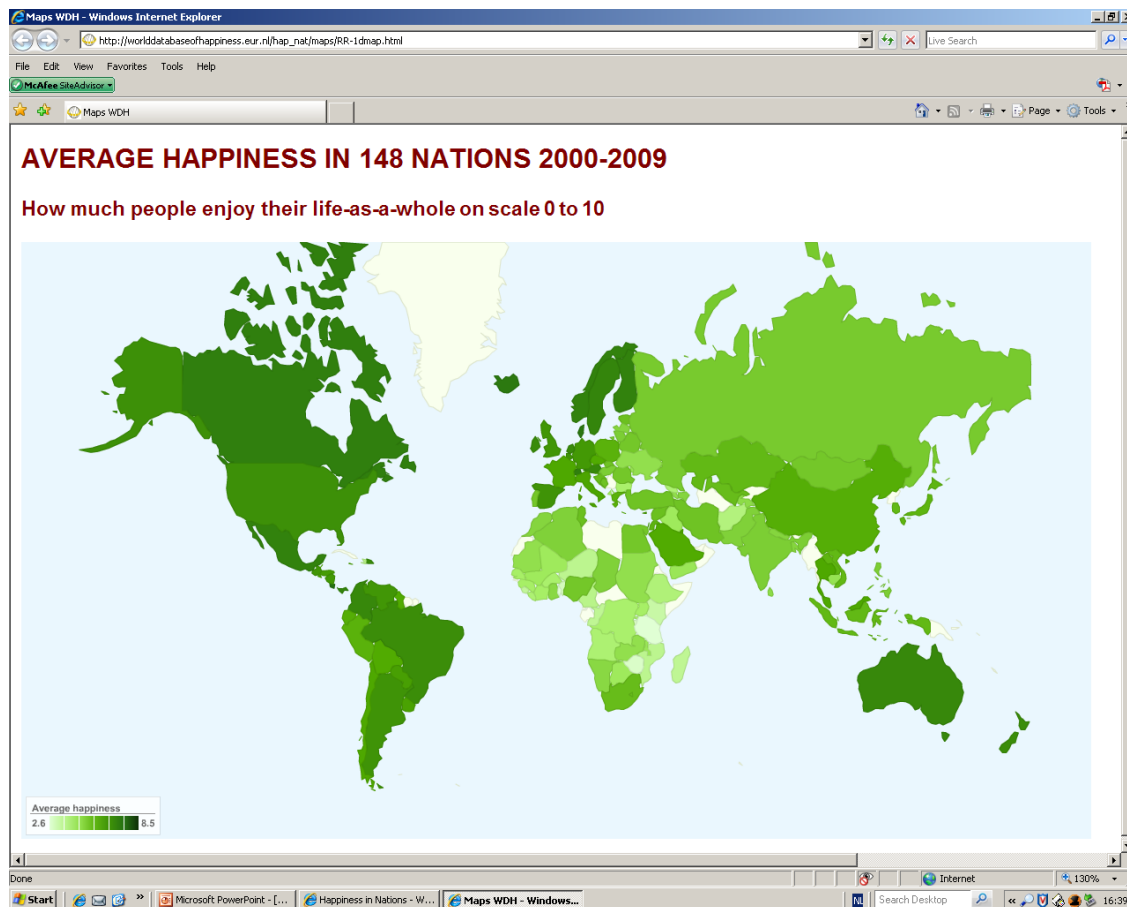 Maps WDH - Windows Internet Explorer
http://worlddatabaseofhappiness.eur.nl/hap_nat/maps/RR-1dmap.html
Live Search
File Edit View Favorites Tools Help
McAfee SiteAdvisor
Maps WDH
Page Tools
AVERAGE HAPPINESS IN 148 NATIONS 2000-2009
How much people enjoy their life-as-a-whole on scale 0 to 10
Average happiness
2.6 8.5
Done
Internet
130%
Start
Microsoft PowerPoint - [...
Happiness in Nations - W...
Maps WDH - Windows...
NL
Search Desktop
16:39